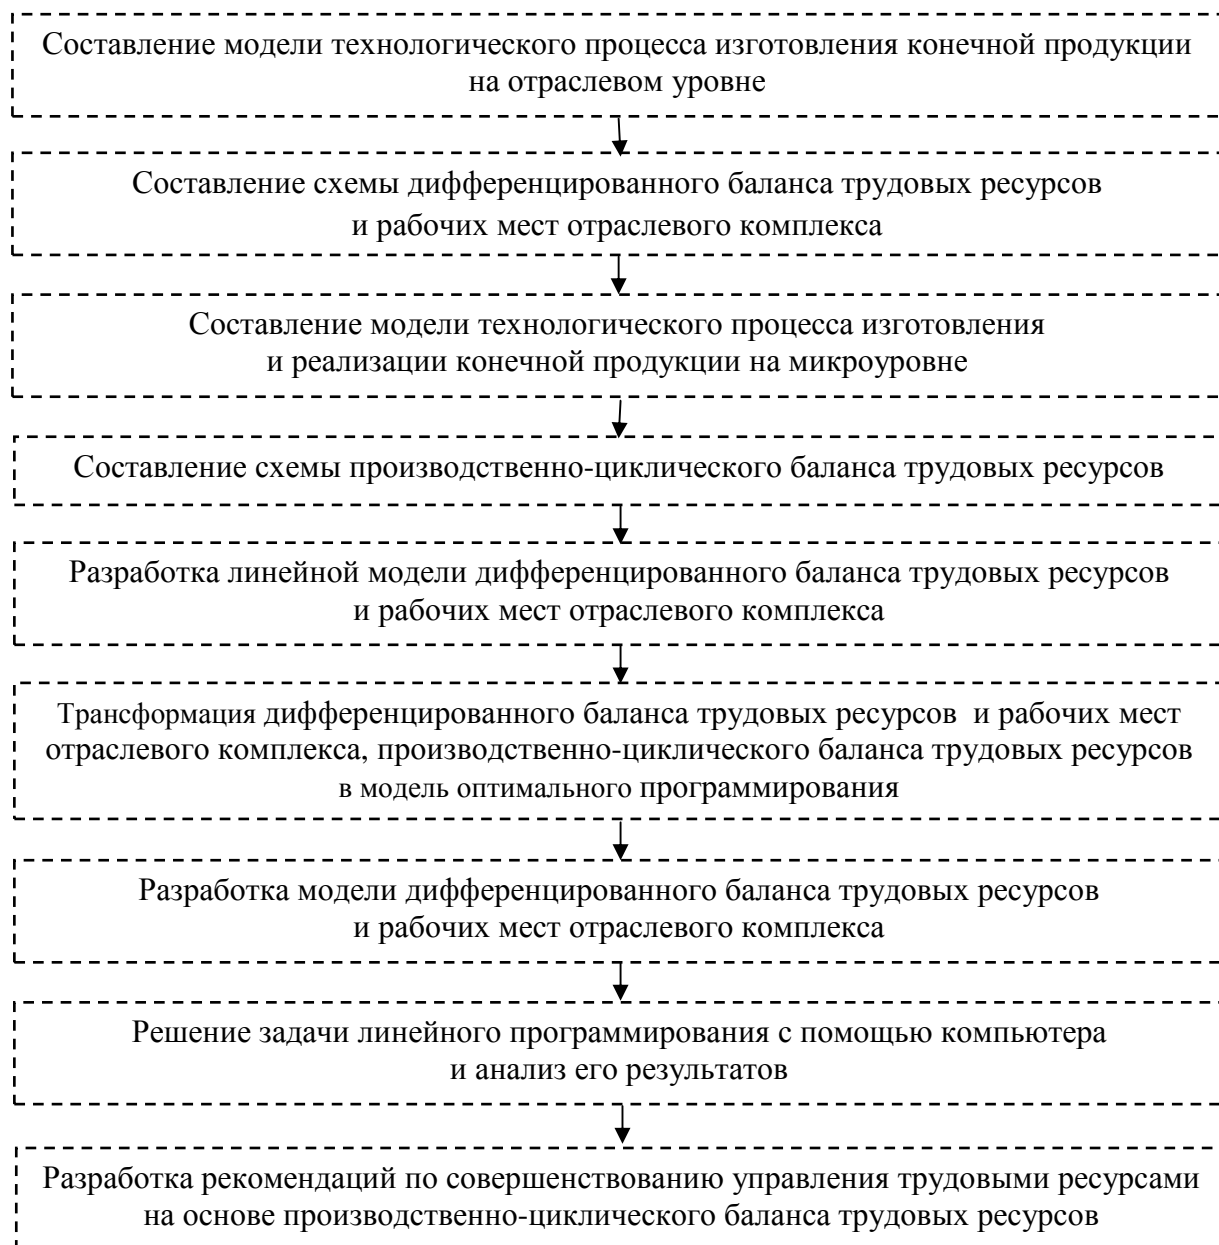 Составление модели технологического процесса изготовления конечной продукции
на отраслевом уровне
Составление схемы дифференцированного баланса трудовых ресурсов
и рабочих мест отраслевого комплекса
Составление модели технологического процесса изготовления
и реализации конечной продукции на микроуровне
Составление схемы производственно-циклического баланса трудовых ресурсов
Разработка линейной модели дифференцированного баланса трудовых ресурсов
и рабочих мест отраслевого комплекса
Трансформация дифференцированного баланса трудовых ресурсов и рабочих мест
отраслевого комплекса, производственно-циклического баланса трудовых ресурсов
в модель оптимального программирования
Разработка модели дифференцированного баланса трудовых ресурсов
и рабочих мест отраслевого комплекса
Решение задачи линейного программирования с помощью компьютера
и анализ его результатов
Разработка рекомендаций по совершенствованию управления трудовыми ресурсами
на основе производственно-циклического баланса трудовых ресурсов